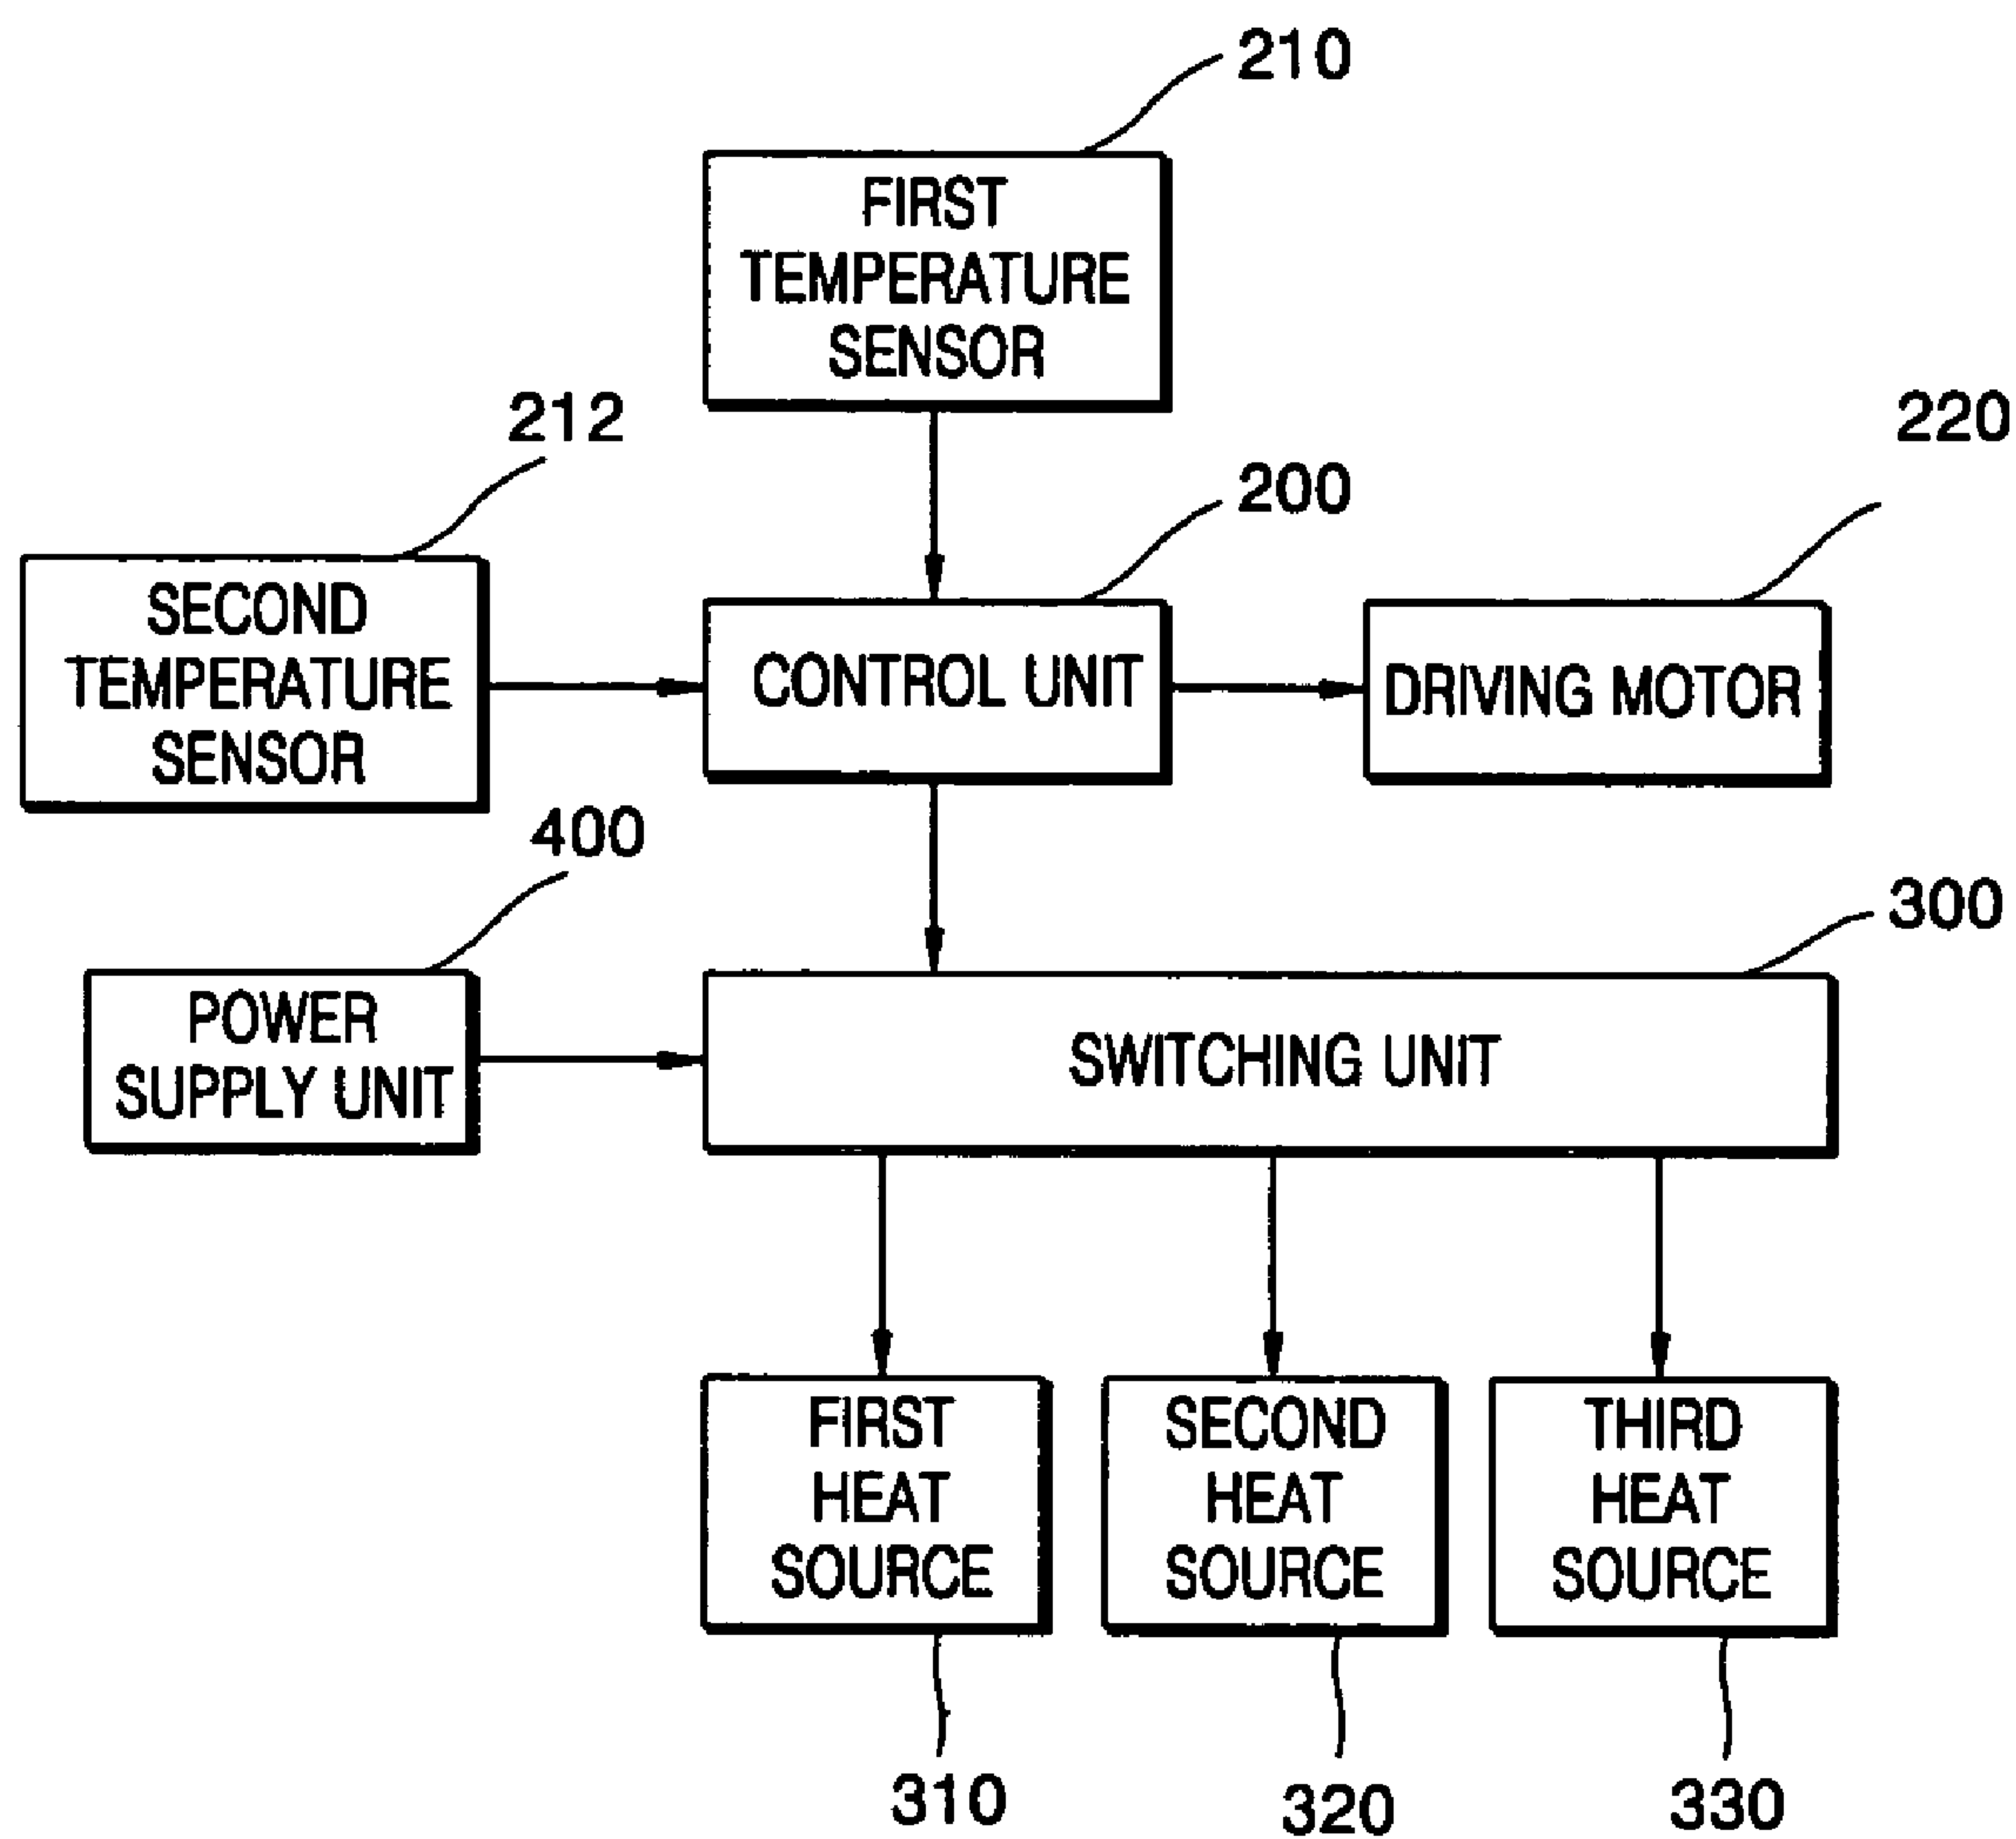 210
FIRST
TEMPERATURE
SENSOR
212
220
200
SECOND
TEMPERATURE
SENSOR
CONTROL UNIT
DRIVING MOTOR
400
300
POWER
SUPPLY UNIT
SWITCHING UNIT
FIRST
HEAT
SOURCE
SECOND
HEAT
SOURCE
THIRD
HEAT
SOURCE
310
320
330